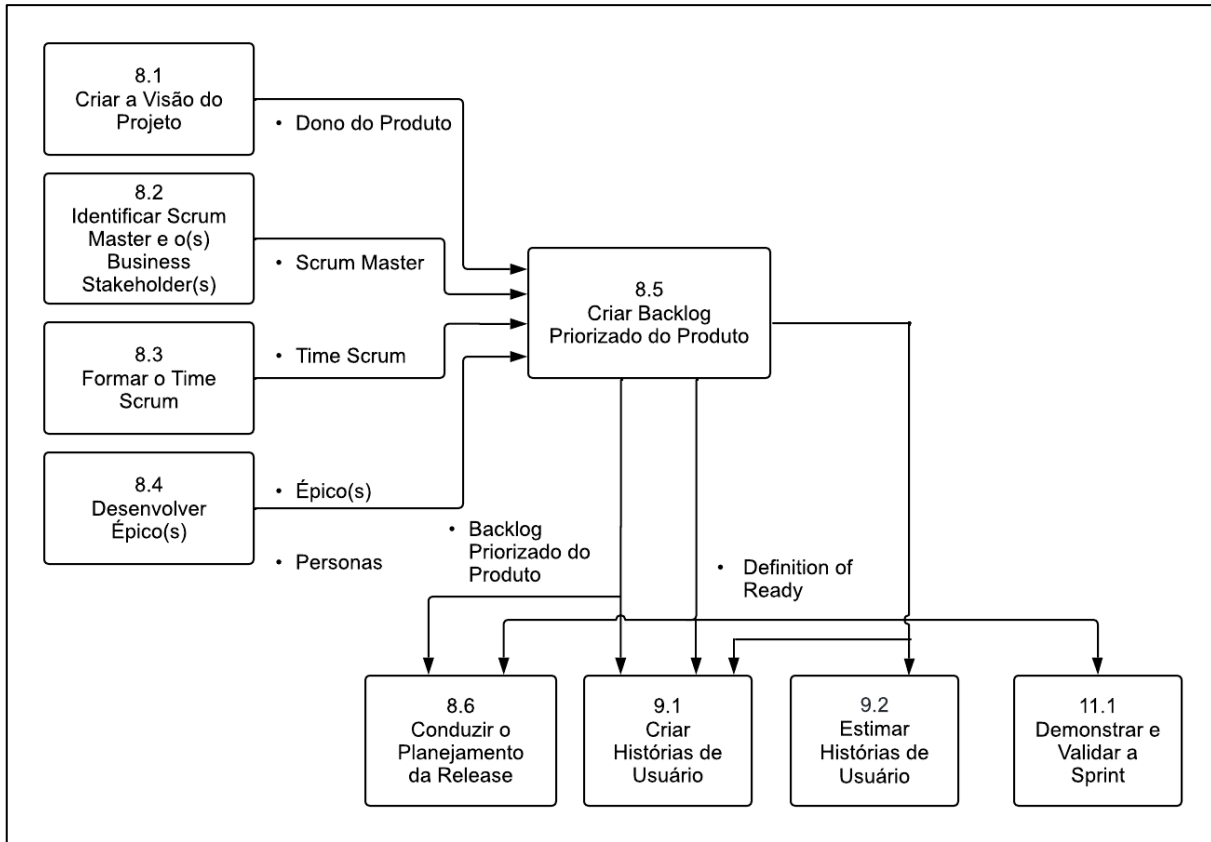 8.1
Criar a Visão do
Projeto
• Dono do Produto
8.2
Identificar Scrum
Master e o(s)
Business
Stakeholder(s)
• Scrum Master
8.3
Formar o Time
Scrum
• Time Scrum
8.4
Desenvolver
Épico(s)
• Épico(s)
• Personas
8.5
Criar Backlog
Priorizado do Produto
• Backlog
Priorizado do
Produto
• Definition of
Ready
8.6
Conduzir o
Planejamento
da Release
9.1
Criar
Histórias de
Usuário
9.2
Estimar
Histórias de
Usuário
11.1
Demonstrar e
Validar a
Sprint